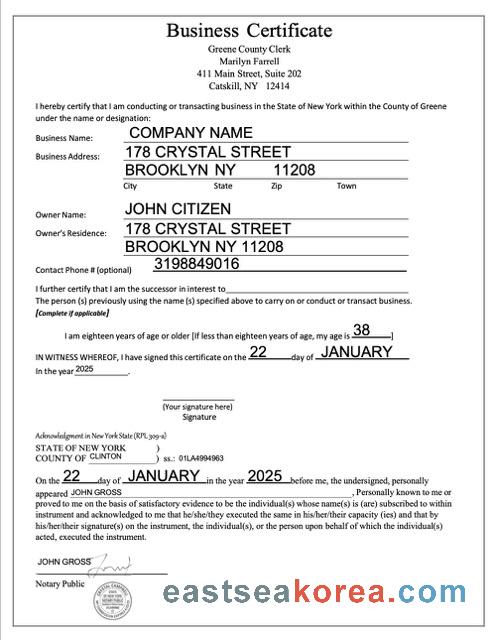 Business Certificate
Greene County Clerk
Marilyn Farrell
411 Main Street, Suite 202
Catskill, NY 12414
I hereby certify that I am conducting or transacting business in the State of New York within the County of Greene
under the name or designation:
Business Name: COMPANY NAME
Business Address: 178 CRYSTAL STREET
BROOKLYN NY 11208
City State Zip Town
Owner Name: JOHN CITIZEN
Owner's Residence: 178 CRYSTAL STREET
BROOKLYN NY 11208
Contact Phone # (optional) 3198849016
I further certify that I am the successor in interest to
The person (s) previously using the name(s) specified above to carry on or conduct or transact business.
[Complete if applicable]
I am eighteen years of age or older [If less than eighteen years of age, my age is 38]
IN WITNESS WHEREOF, I have signed this certificate on the 22 day of JANUARY
In the year 2025.
(Your signature here)
Signature
Acknowledgment in New York State (RPL 309-a)
STATE OF NEW YORK )
COUNTY OF CLINTON ) ss.: 01LA4994963
On the 22 day of JANUARY in the year 2025 before me, the undersigned, personally
appeared JOHN GROSS, Personally known to me or
proved to me on the basis of satisfactory evidence to be the individual(s) whose name(s) is (are) subscribed to within
instrument and acknowledged to me that he/she/they executed the same in his/her/their capacity (ies) and that by
his/her/their signature(s) on the instrument, the individual(s), or the person upon behalf of which the individual(s)
acted, executed the instrument.
JOHN GROSS
Notary Public
eastseakorea.com